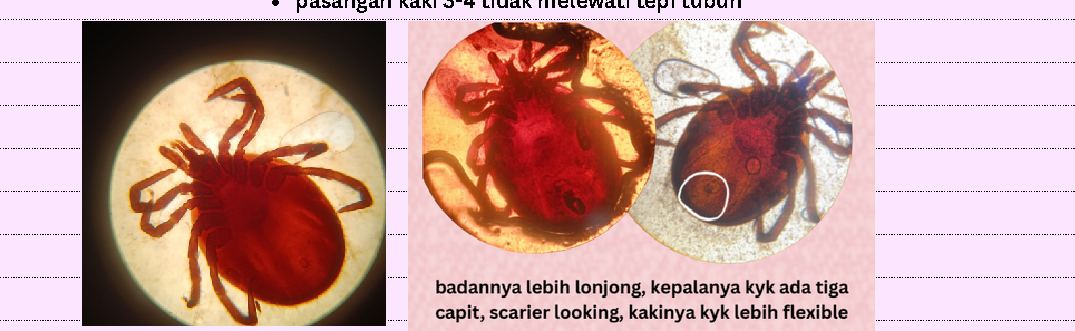 pasangan kaki 3-4 tidak melewati tepi tubuh
badannya lebih lonjong, kepalanya kyk ada tiga
capit, scarier looking, kakinya kyk lebih flexible